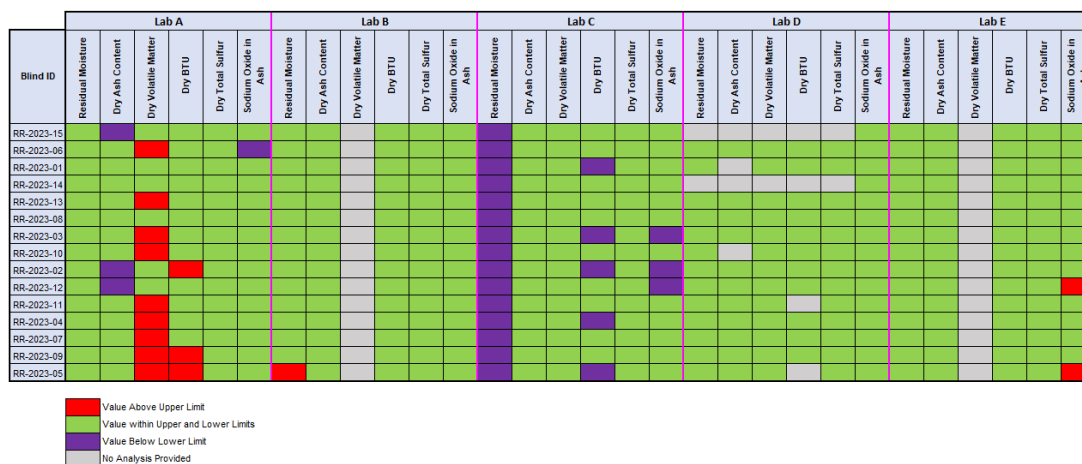 Lab A Lab B Lab C Lab D Lab E
Blind ID Residual Moisture Dry Ash Content Dry Volatile Matter Dry BTU Dry Total Sulfur Sodium Oxide in Ash Residual Moisture Dry Ash Content Dry Volatile Matter Dry BTU Dry Total Sulfur Sodium Oxide in Ash Residual Moisture Dry Ash Content Dry Volatile Matter Dry BTU Dry Total Sulfur Sodium Oxide in Ash Residual Moisture Dry Ash Content Dry Volatile Matter Dry BTU Dry Total Sulfur Sodium Oxide in Ash Residual Moisture Dry Ash Content Dry Volatile Matter Dry BTU Dry Total Sulfur Sodium Oxide in
RR-2023-15
RR-2023-06
RR-2023-01
RR-2023-14
RR-2023-13
RR-2023-08
RR-2023-03
RR-2023-10
RR-2023-02
RR-2023-12
RR-2023-11
RR-2023-04
RR-2023-07
RR-2023-09
RR-2023-05
Value Above Upper Limit
Value within Upper and Lower Limits
Value Below Lower Limit
No Analysis Provided